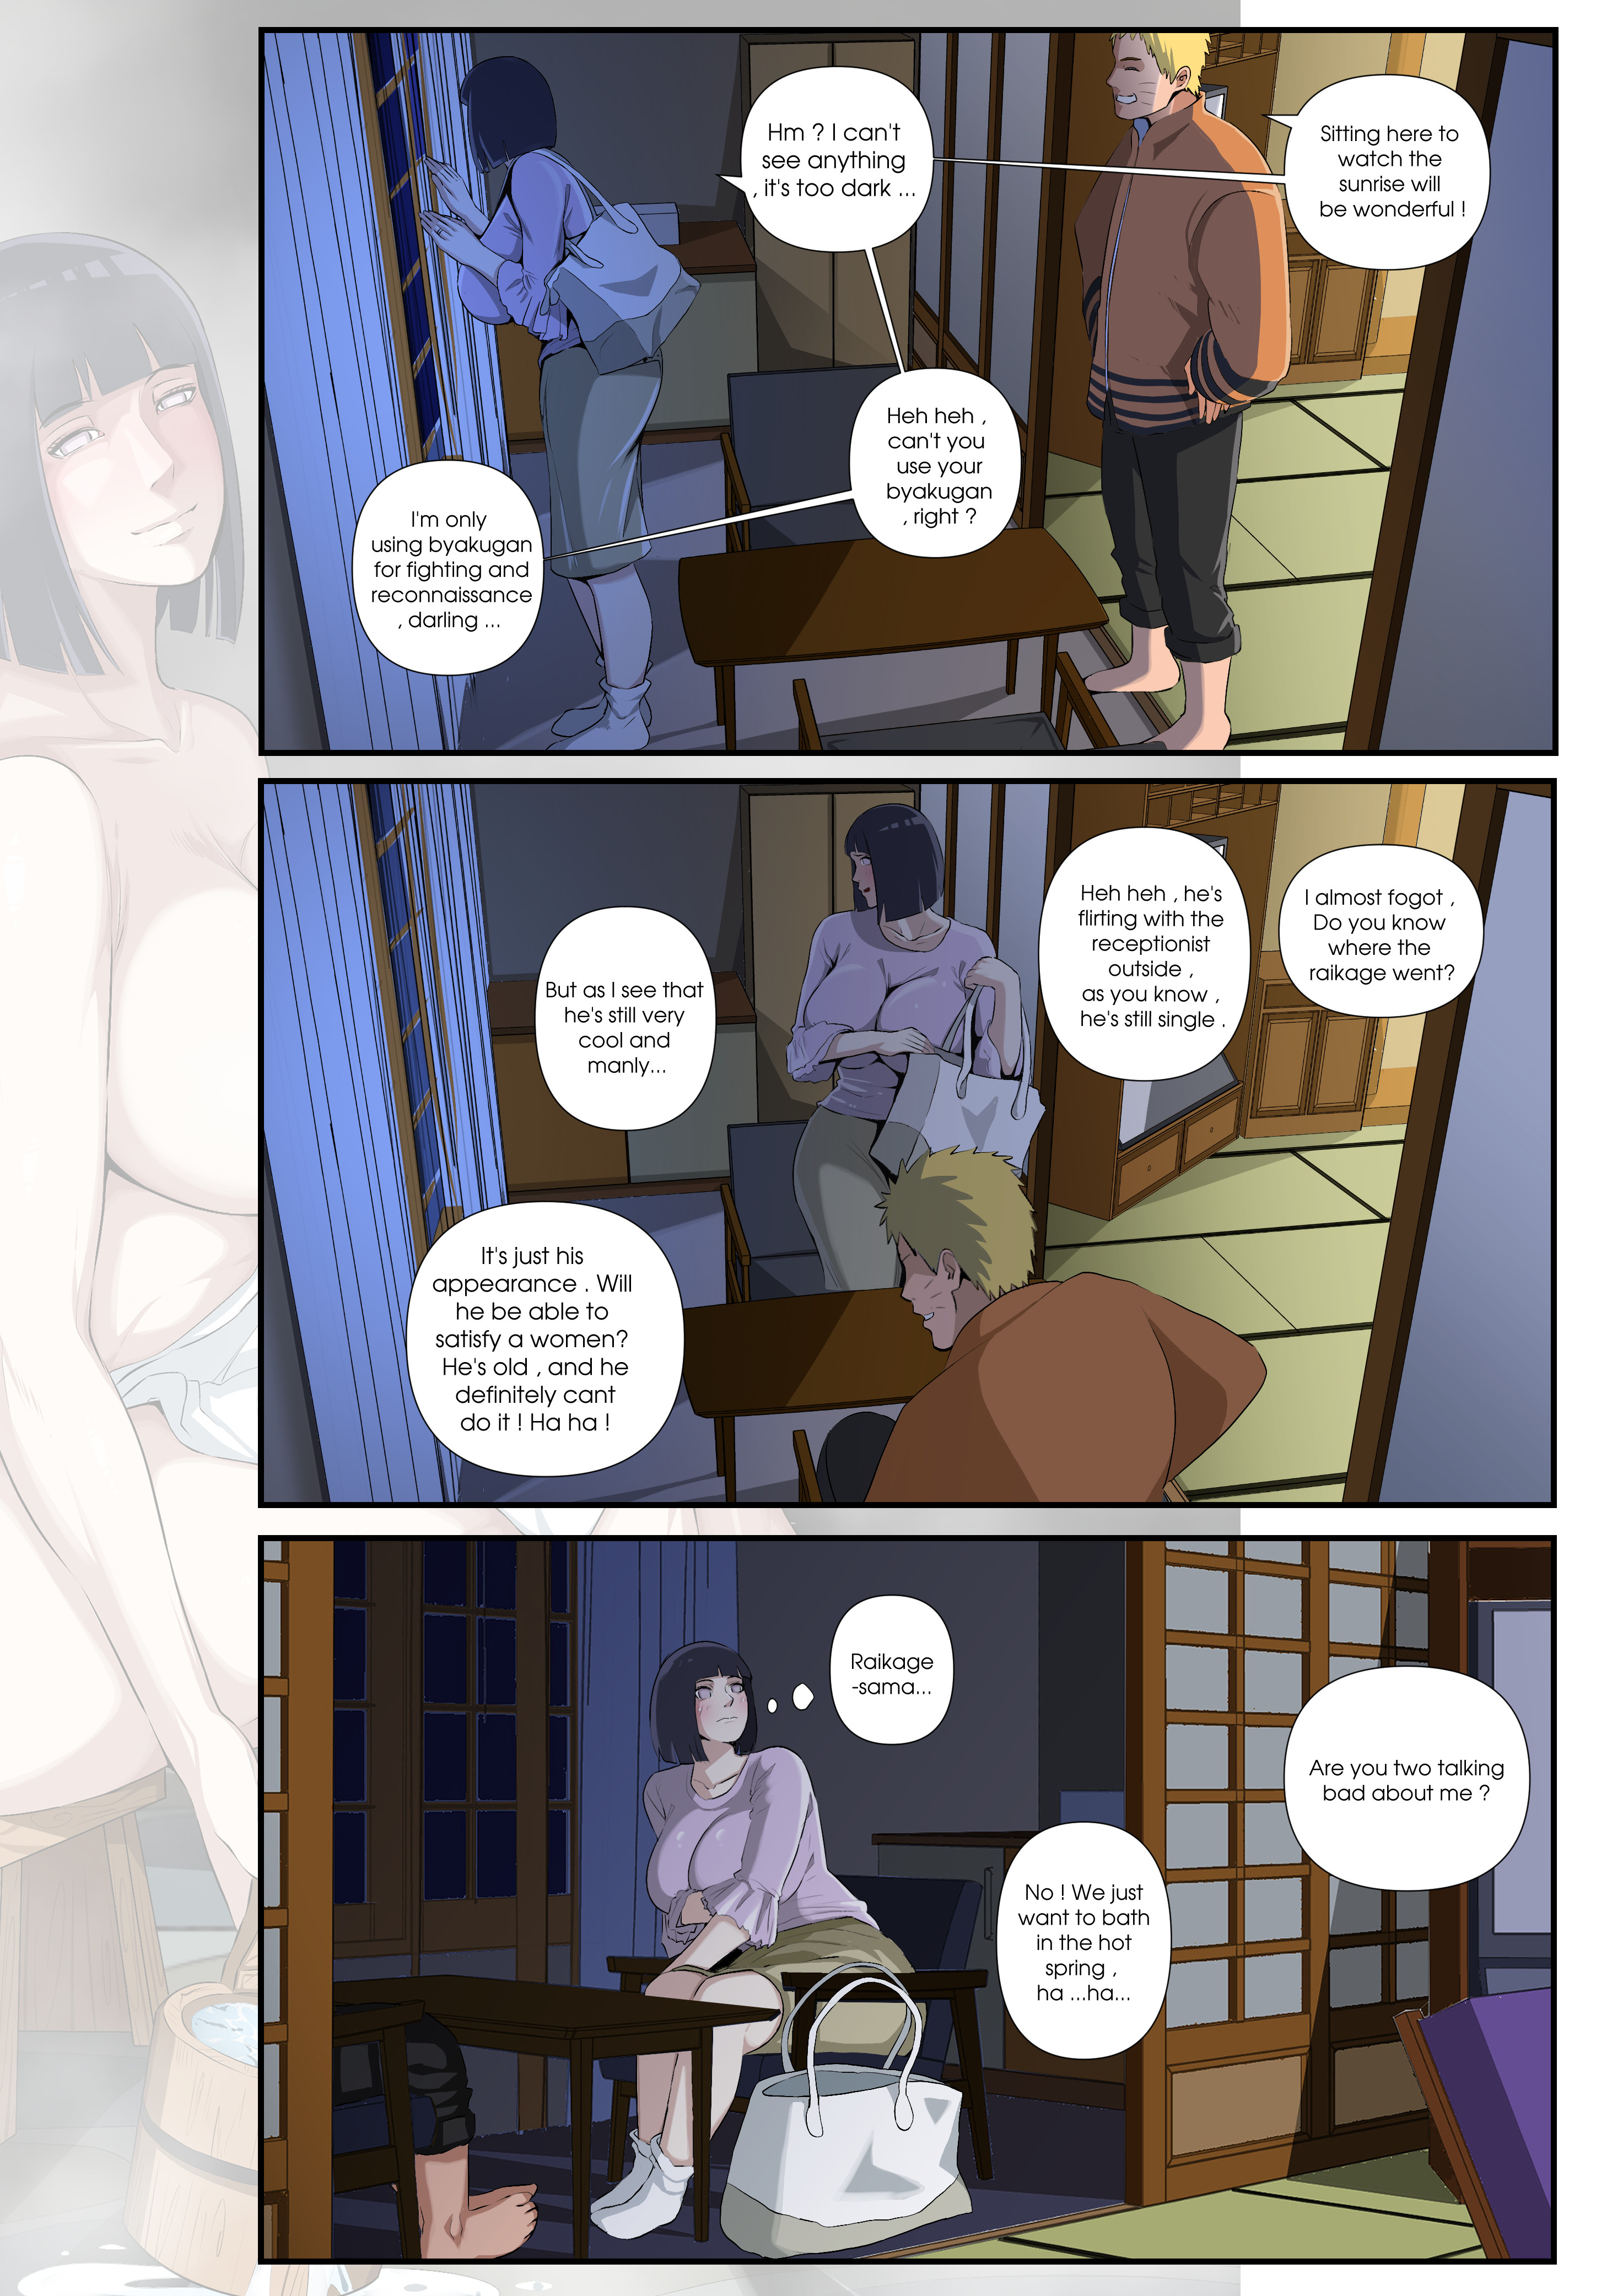 Sitting here to
watch the
sunrise will
be wonderful !
Hm ? I can't
see anything
, it's too dark ...
Heh heh ,
can't you
use your
byakugan
, right ?
I'm only
using byakugan
for fighting and
reconnaissance
, darling ...
I almost fogot ,
Do you know
where the
raikage went?
Heh heh , he's
flirting with the
receptionist
outside ,
as you know ,
he's still single .
But as I see that
he's still very
cool and
manly...
It's just his
appearance . Will
he be able to
satisfy a women?
He's old , and he
definitely cant
do it ! Ha ha !
Raikage
-sama...
Are you two talking
bad about me ?
No ! We just
want to bath
in the hot
spring ,
ha ...ha...